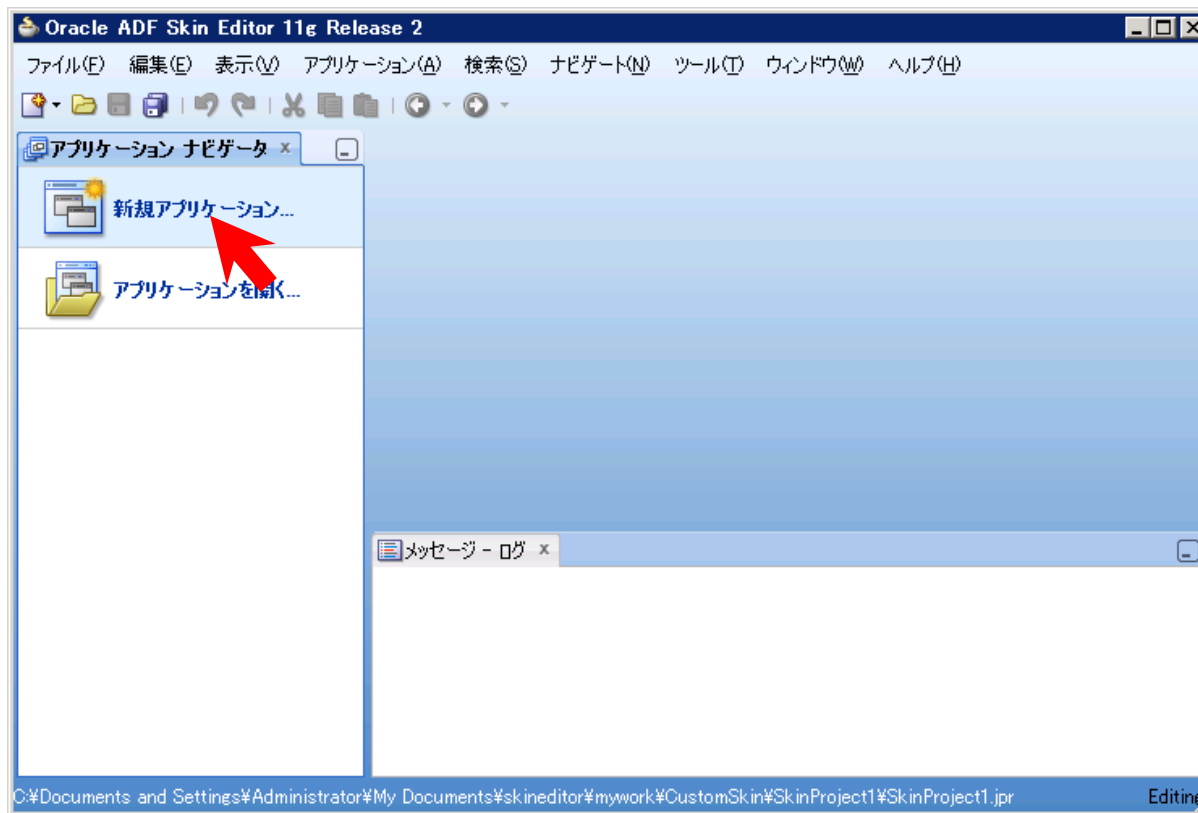 Oracle ADF Skin Editor 11g Release 2
ファイル(F) 編集(E) 表示(V) アプリケーション(A) 検索(S) ナビゲート(N) ツール(T) ウィンドウ(W) ヘルプ(H)
アプリケーション ナビゲータ
新規アプリケーション...
アプリケーションを開く...
メッセージ - ログ
C:¥Documents and Settings¥Administrator¥My Documents¥skineditor¥mywork¥CustomSkin¥SkinProject1¥SkinProject1.jpr Editing